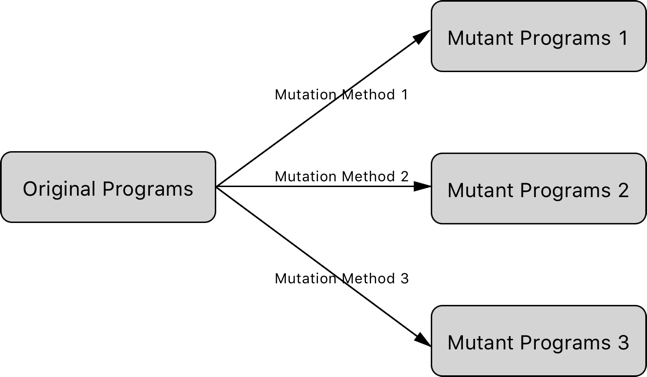 Mutant Programs 1
Mutation Method 1
Original Programs
Mutation Method 2
Mutant Programs 2
Mutation Method 3
Mutant Programs 3